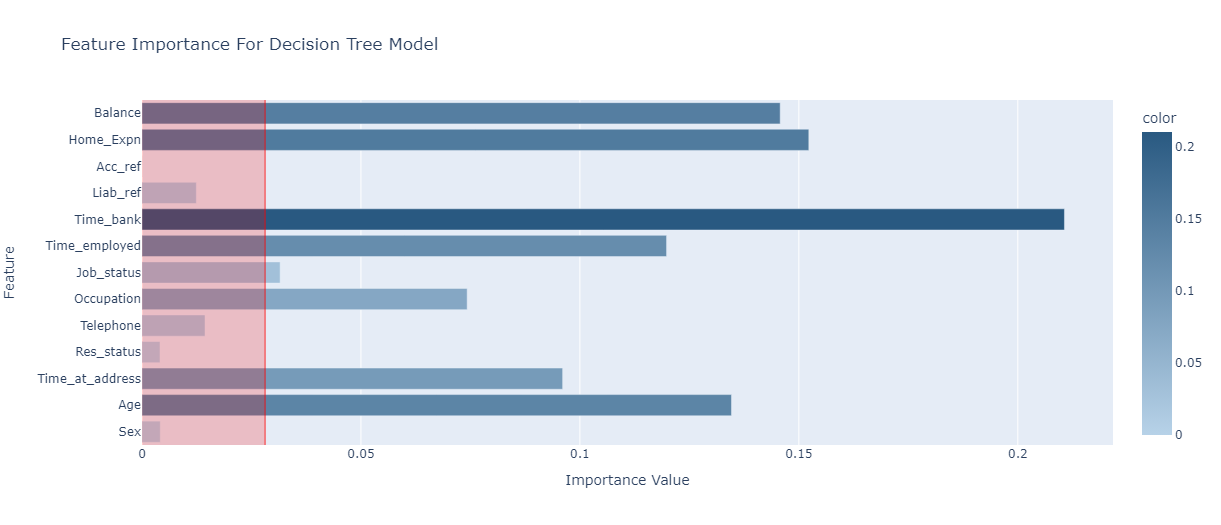 Feature Importance For Decision Tree Model
Feature
Balance
Home_Expn
Acc_ref
Liab_ref
Time_bank
Time_employed
Job_status
Occupation
Telephone
Res_status
Time_at_address
Age
Sex
0 0.05 0.1 0.15 0.2
Importance Value
color
0.2
0.15
0.1
0.05
0